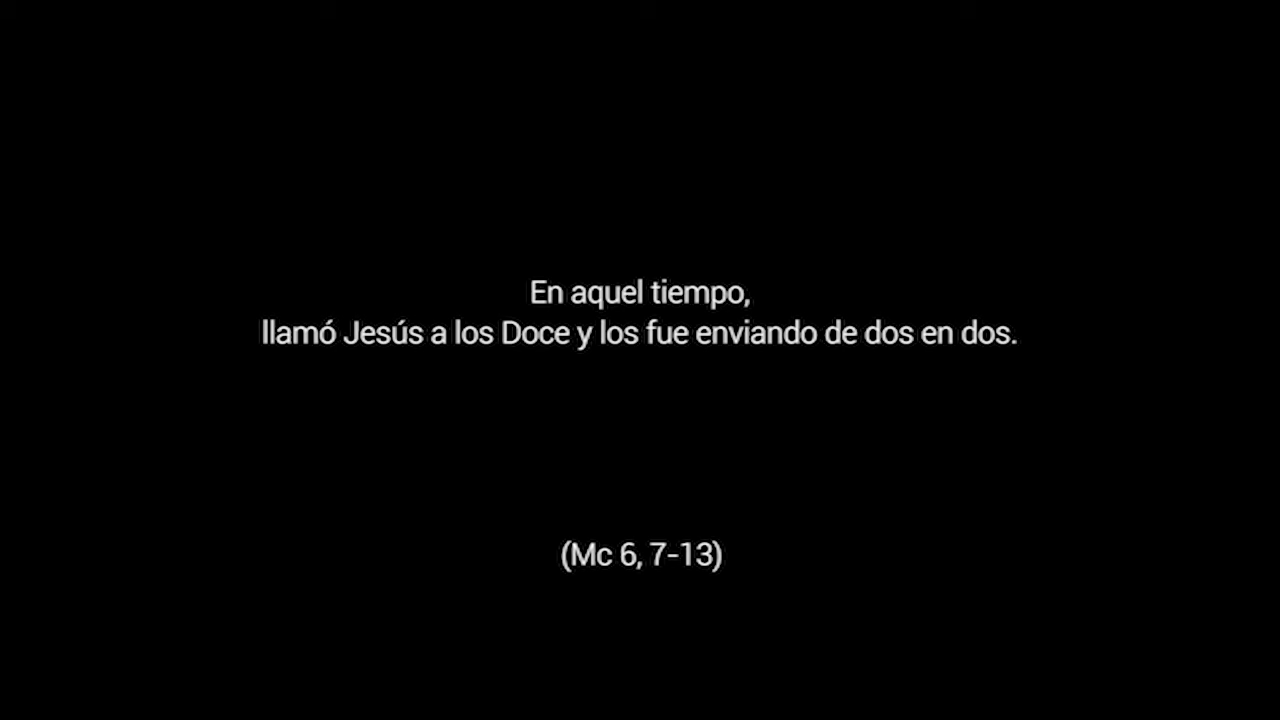 En aquel tiempo,
llamó Jesús a los Doce y los fue enviando de dos en dos.
(Mc 6, 7-13)